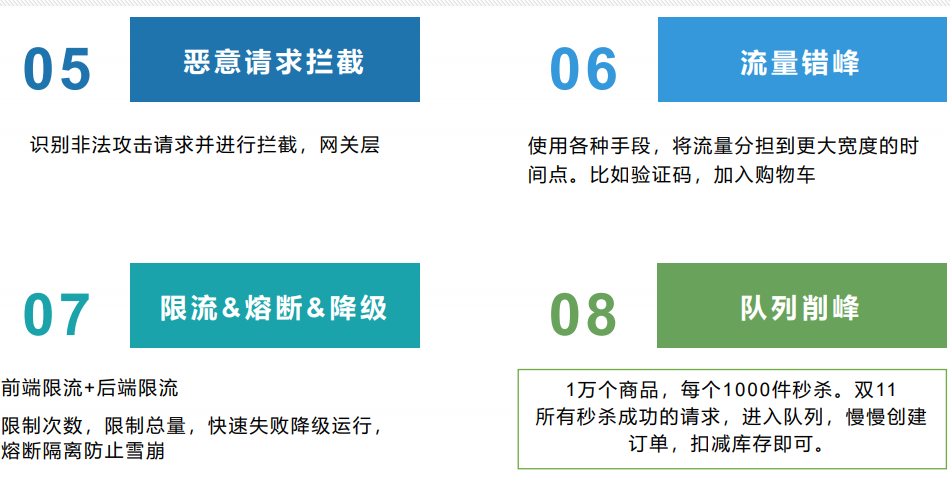 05
恶意请求拦截
识别非法攻击请求并进行拦截，网关层
06
流量错峰
使用各种手段，将流量分担到更大宽度的时
间点。比如验证码，加入购物车
07
限流&熔断&降级
前端限流+后端限流
限制次数，限制总量，快速失败降级运行，
熔断隔离防止雪崩
08
队列削峰
1万个商品，每个1000件秒杀。双11
所有秒杀成功的请求，进入队列，慢慢创建
订单，扣减库存即可。